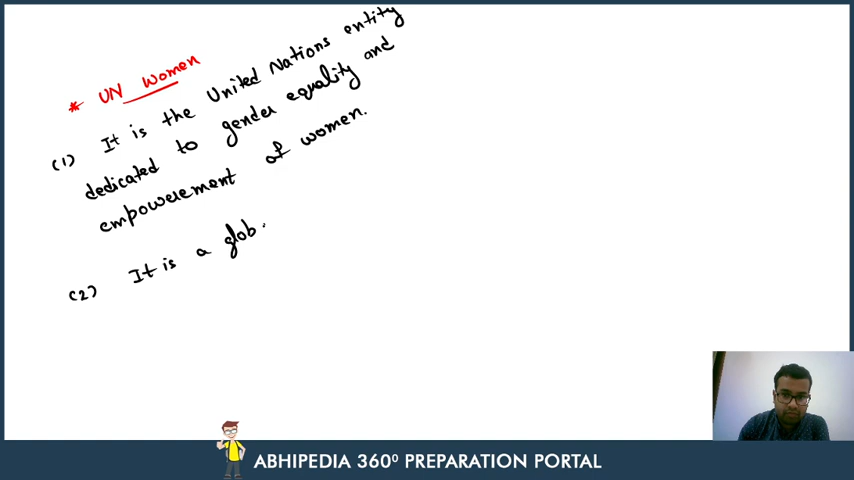 * UN Women
(1) It is the United Nations entity
dedicated to gender equality and
empowerement of women.
(2) It is a glob.
ABHIPEDIA 360° PREPARATION PORTAL